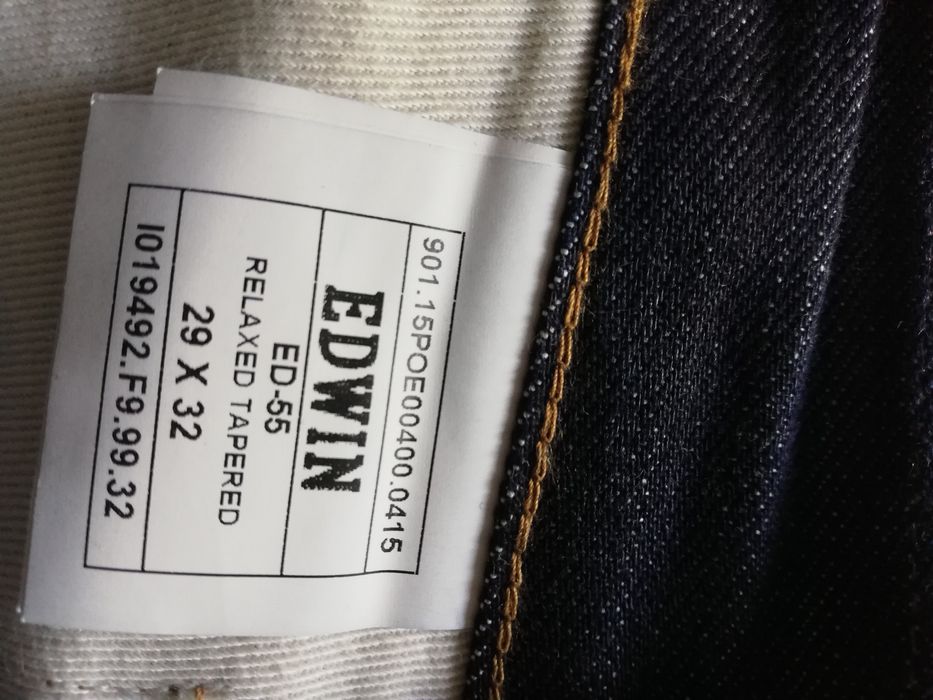 901.15POE00400.0415
EDWIN
ED-55
RELAXED TAPERED
29 X 32
I019492.F9.99.32